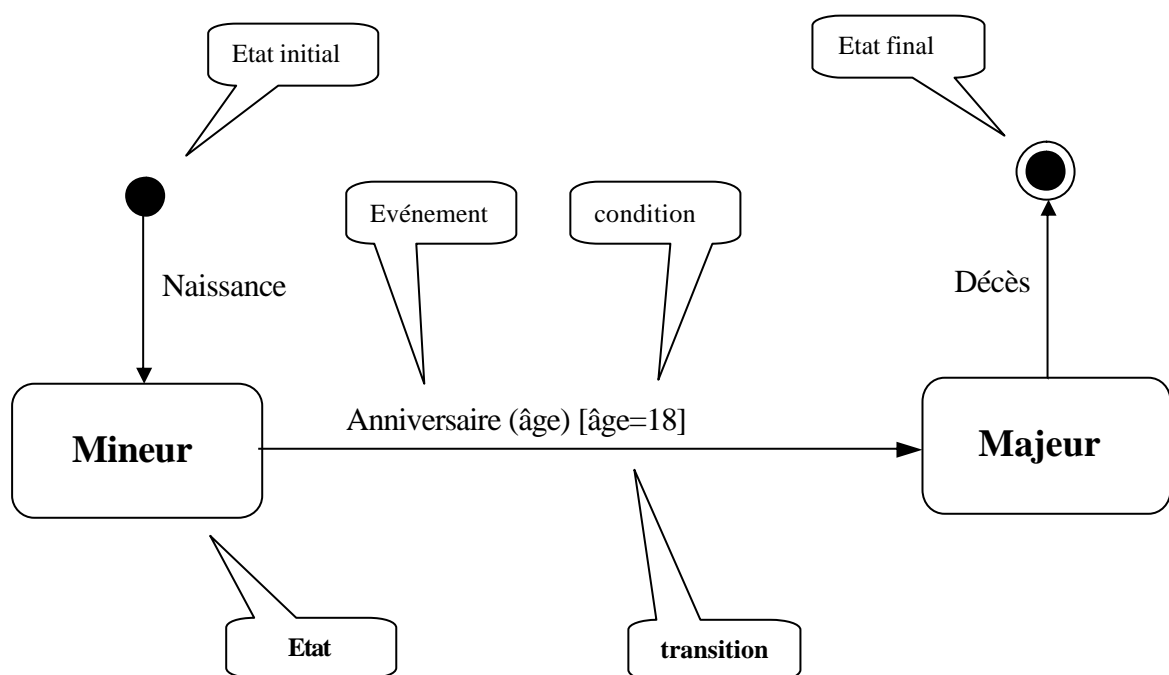 Etat initial
Etat final
Evénement
condition
Naissance
Décès
Anniversaire (âge) [âge=18]
Mineur
Majeur
Etat
transition